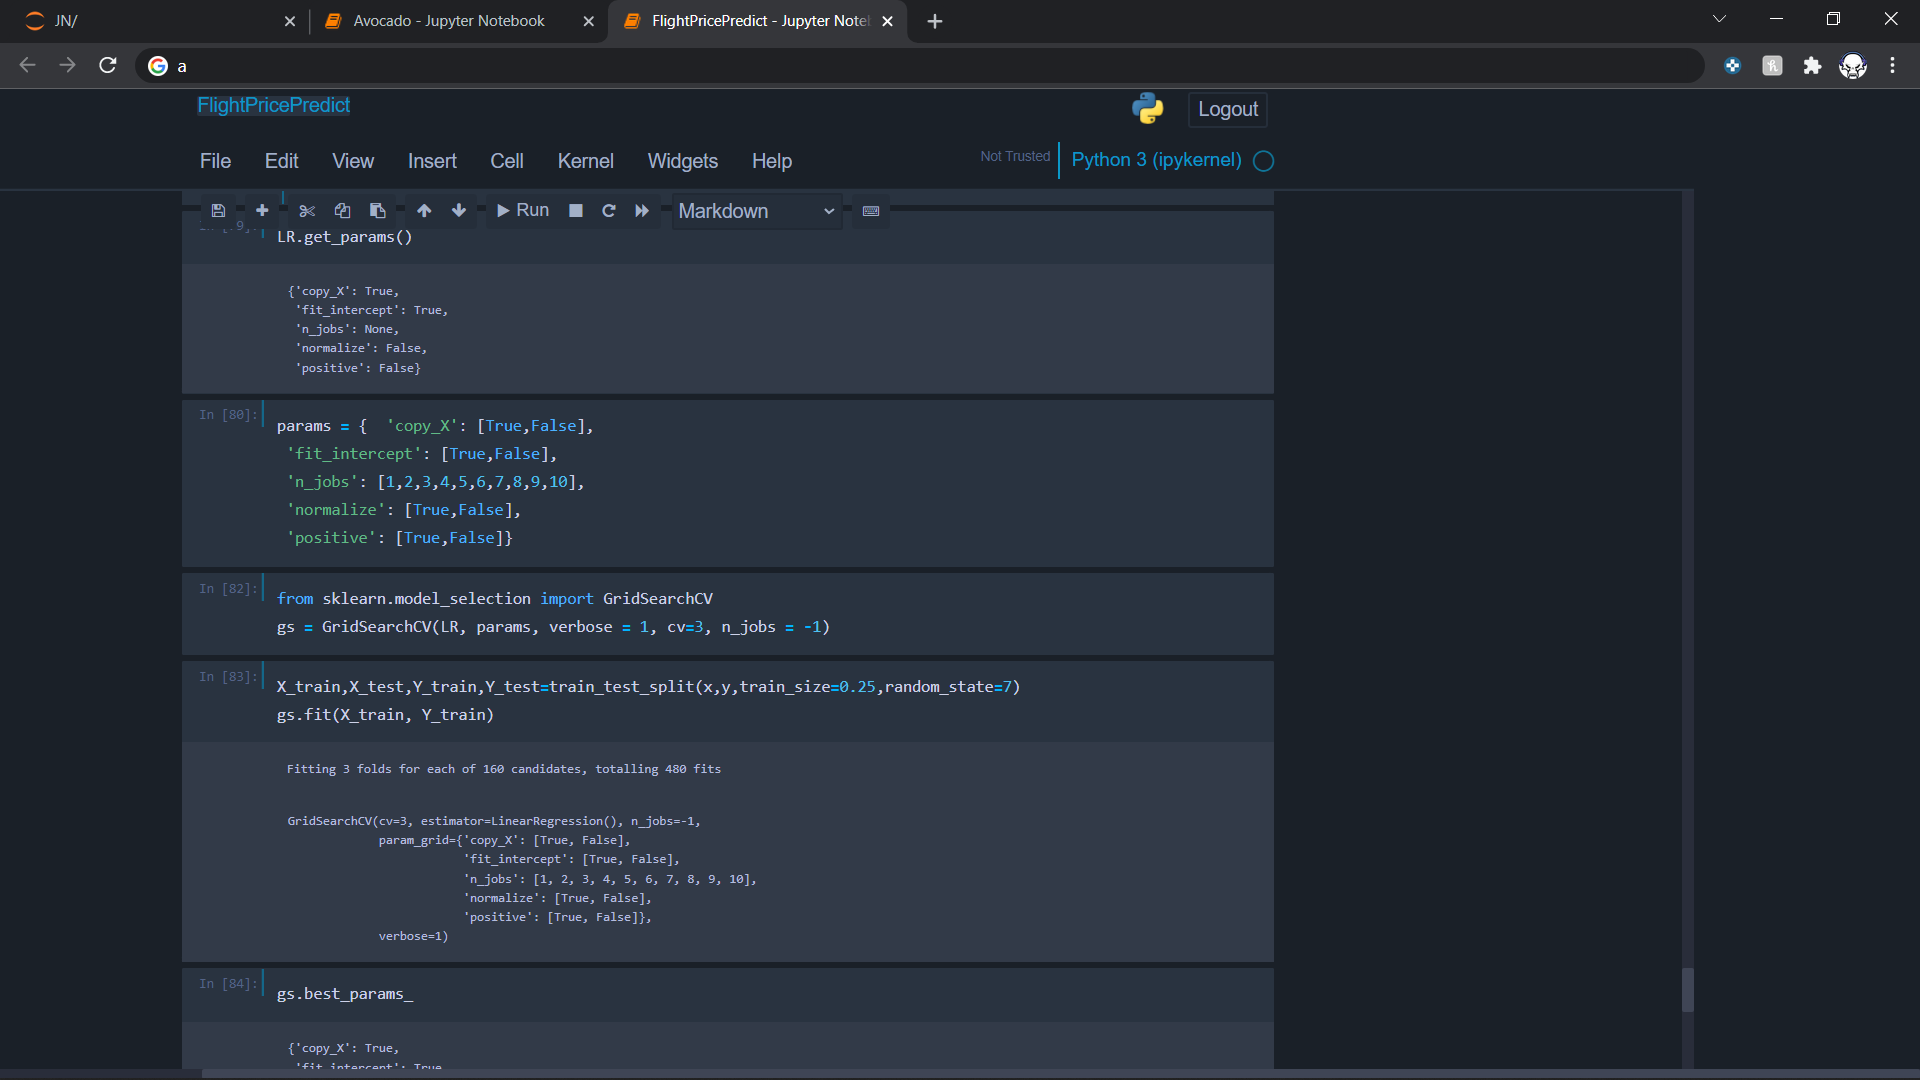 JN/
Avocado - Jupyter Notebook
FlightPricePredict - Jupyter Note
a
FlightPricePredict
Logout
File Edit View Insert Cell Kernel Widgets Help
Not Trusted
Python 3 (ipykernel)
Run
Markdown
LR.get_params()
{'copy_X': True,
'fit_intercept': True,
'n_jobs': None,
'normalize': False,
'positive': False}
In [80]:
params = { 'copy_X': [True,False],
'fit_intercept': [True,False],
'n_jobs': [1,2,3,4,5,6,7,8,9,10],
'normalize': [True,False],
'positive': [True,False]}
In [82]:
from sklearn.model_selection import GridSearchCV
gs = GridSearchCV(LR, params, verbose = 1, cv=3, n_jobs = -1)
In [83]:
X_train,X_test,Y_train,Y_test=train_test_split(x,y,train_size=0.25,random_state=7)
gs.fit(X_train, Y_train)
Fitting 3 folds for each of 160 candidates, totalling 480 fits
GridSearchCV(cv=3, estimator=LinearRegression(), n_jobs=-1,
param_grid={'copy_X': [True, False],
'fit_intercept': [True, False],
'n_jobs': [1, 2, 3, 4, 5, 6, 7, 8, 9, 10],
'normalize': [True, False],
'positive': [True, False]},
verbose=1)
In [84]:
gs.best_params_
{'copy_X': True,
'fit_intercept': True